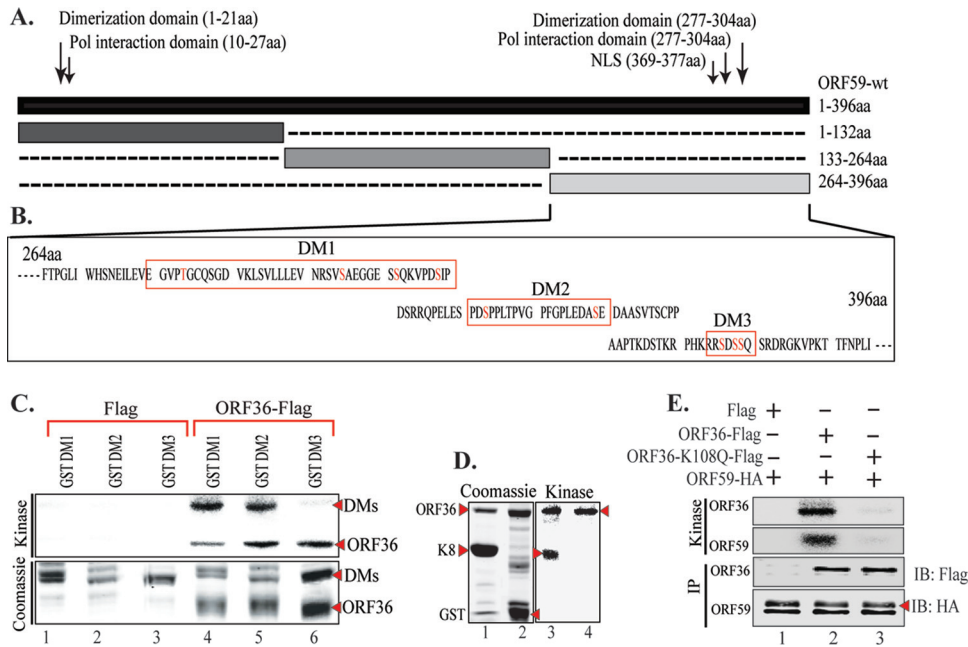 A.
Dimerization domain (1-21aa)
Pol interaction domain (10-27aa)
Dimerization domain (277-304aa)
Pol interaction domain (277-304aa)
NLS (369-377aa)
ORF59-wt
1-396aa
1-132aa
133-264aa
264-396aa
B.
264aa
DM1
----FTPGLI WHSNEILEVE GVPTGCQSGD VKLSVLLLEV NRSVSAEGGE SSQKVPDSIP
DM2
396aa
DSRRQPELES PDSPPLTPVG PFGPLEDASE DAASVTSCPP
DM3
AAPTKDSTKR PHKRRSDSSQ SRDRGKVPKT TFNPLI ---
C.
Flag
ORF36-Flag
GST DM1
GST DM2
GST DM3
GST DM1
GST DM2
GST DM3
Kinase
DMs
ORF36
Coomassie
DMs
ORF36
1 2 3 4 5 6
D.
Coomassie Kinase
ORF36
K8
GST
1 2 3 4
E.
Flag + − −
ORF36-Flag − + −
ORF36-K108Q-Flag − − +
ORF59-HA + + +
Kinase
ORF36
ORF59
IP
ORF36
IB: Flag
ORF59
IB: HA
1 2 3